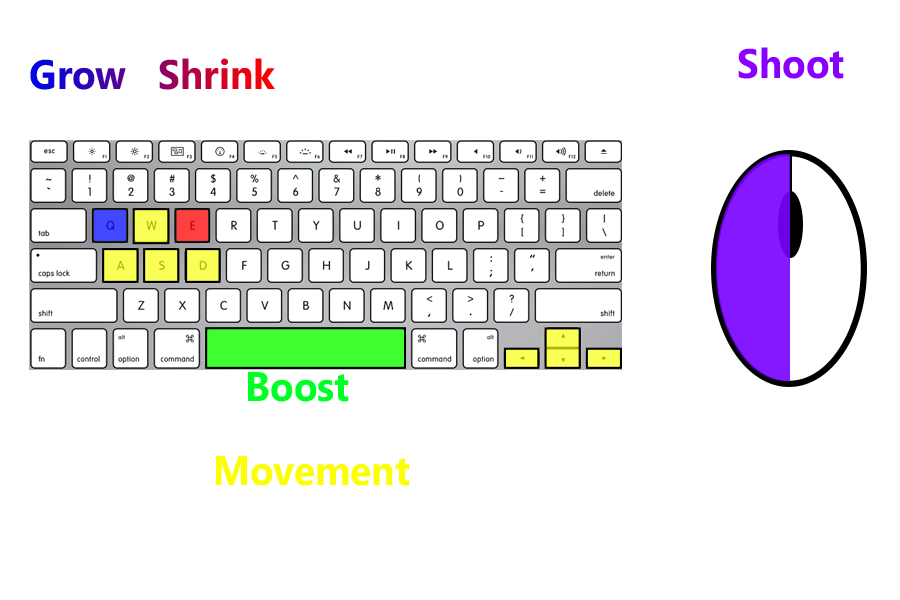 Grow Shrink
Shoot
esc F1 F2 F3 F4 F5 F6 F7 F8 F9 F10 F11 F12
~ ` ! 1 @ 2 # 3 $ 4 % 5 ^ 6 & 7 * 8 ( 9 ) 0 – - + = delete
tab Q W E R T Y U I O P { [ } ] | \
caps lock A S D F G H J K L : ; “ ‘ enter return
shift Z X C V B N M < , > . ? / shift
fn control alt option ⌘ command ⌘ command alt option
Boost
Movement